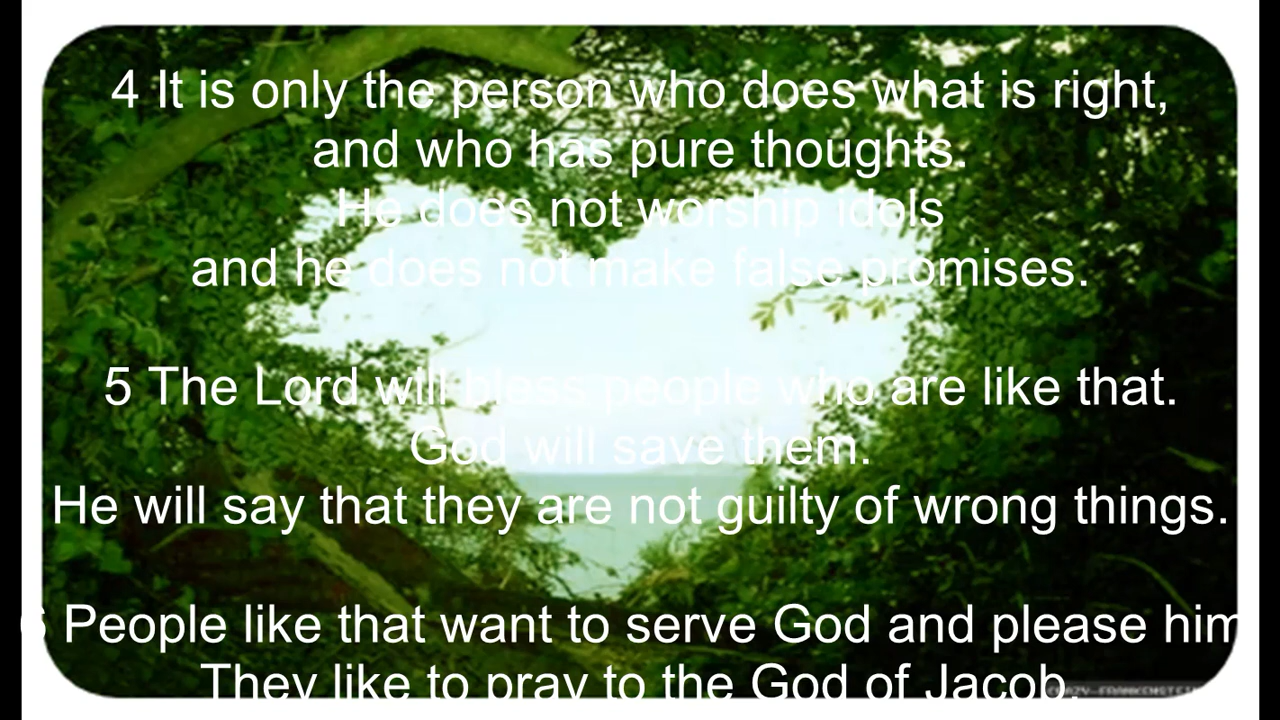 4 It is only the person who does what is right,
and who has pure thoughts.
He does not worship idols
and he does not make false promises.
5 The Lord will bless people who are like that.
God will save them.
He will say that they are not guilty of wrong things.
6 People like that want to serve God and please him
They like to pray to the God of Jacob.